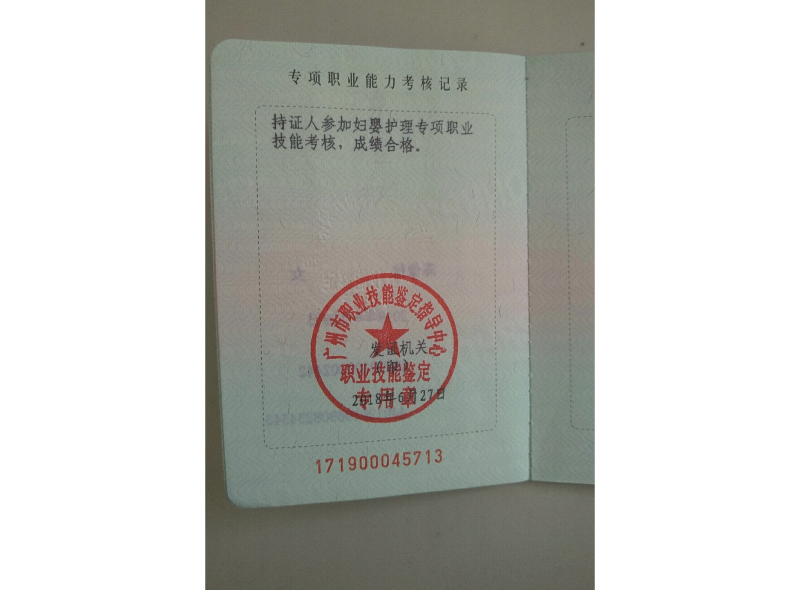 专项职业能力考核记录
持证人参加妇婴护理专项职业
技能考核，成绩合格。
广州市职业技能鉴定指导中心
发证机关
职业技能鉴定
专用章
2018年6月27日
171900045713